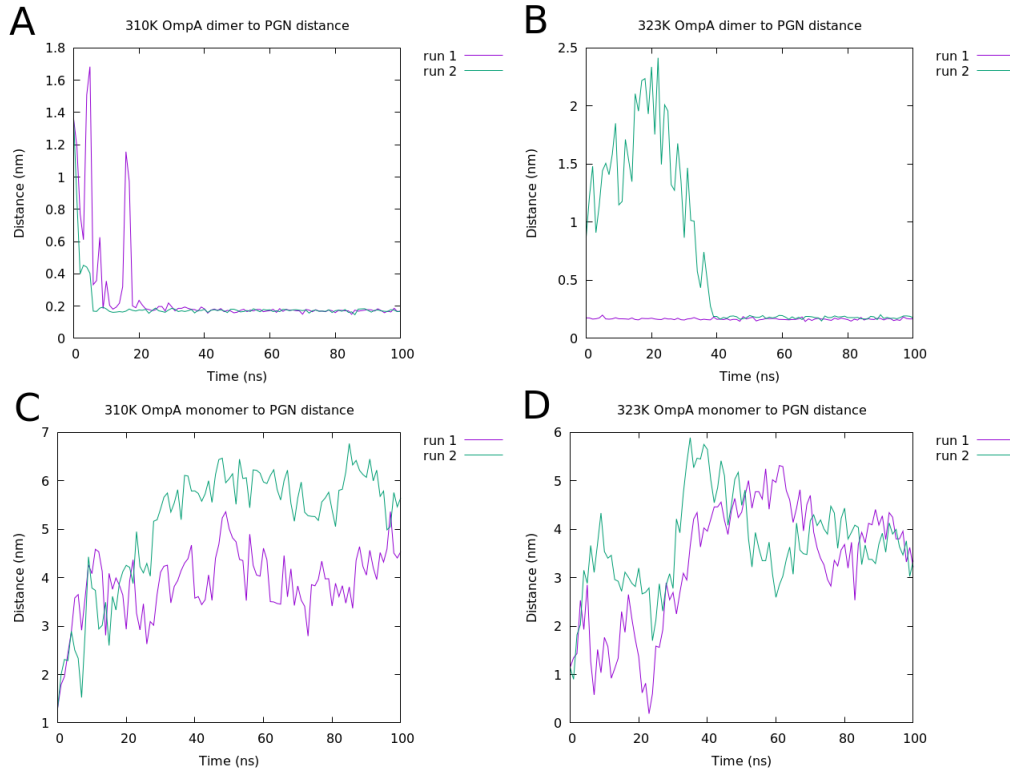 A
310K OmpA dimer to PGN distance
run 1
run 2
1.8
1.6
1.4
1.2
1
0.8
0.6
0.4
0.2
0
Distance (nm)
0 20 40 60 80 100
Time (ns)
B
323K OmpA dimer to PGN distance
run 1
run 2
2.5
2
1.5
1
0.5
0
Distance (nm)
0 20 40 60 80 100
Time (ns)
C
310K OmpA monomer to PGN distance
run 1
run 2
7
6
5
4
3
2
1
Distance (nm)
0 20 40 60 80 100
Time (ns)
D
323K OmpA monomer to PGN distance
run 1
run 2
6
5
4
3
2
1
0
Distance (nm)
0 20 40 60 80 100
Time (ns)